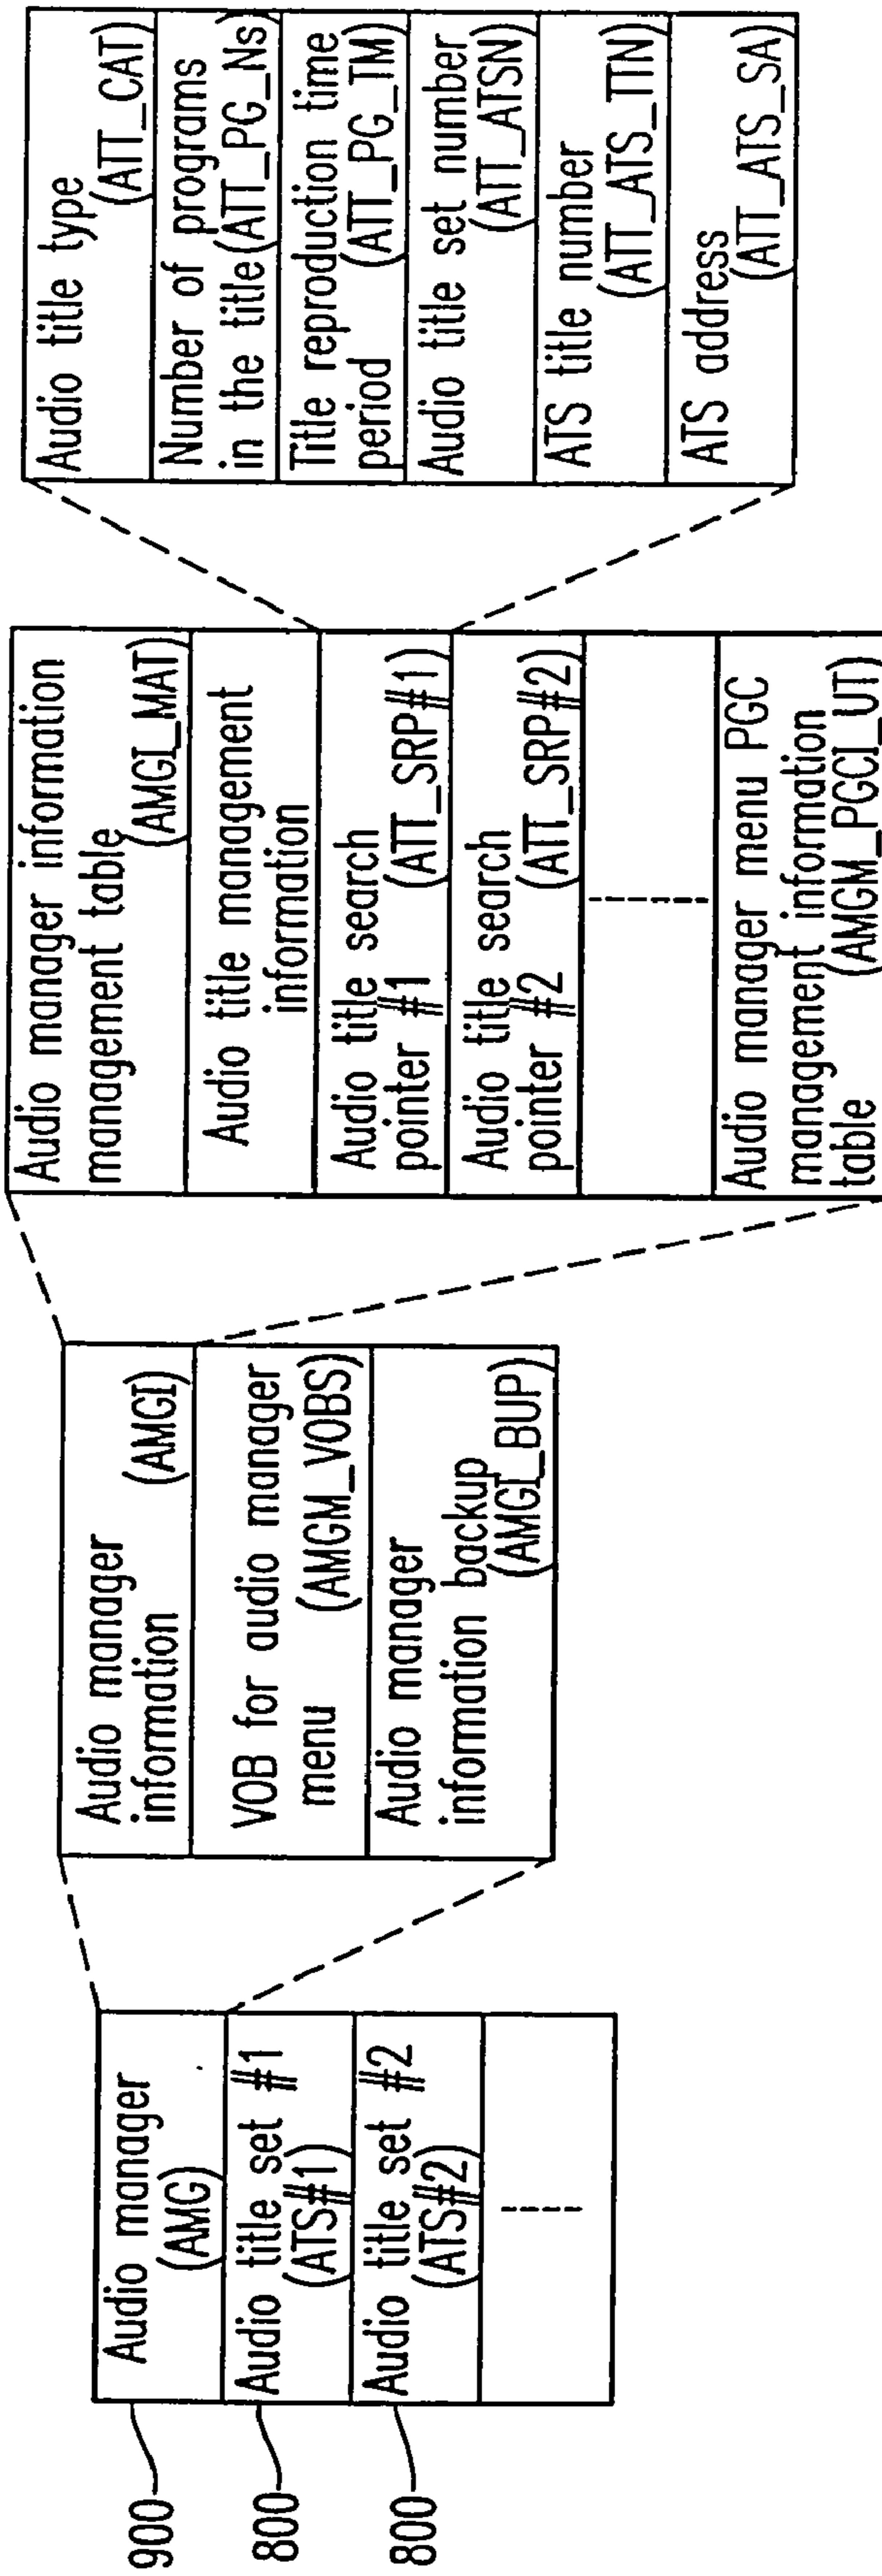 900
800
800
Audio manager
(AMG)
Audio title set #1
(ATS#1)
Audio title set #2
(ATS#2)
Audio manager
information (AMGI)
VOB for audio manager
menu (AMGM_VOBS)
Audio manager
information backup
(AMGI_BUP)
Audio manager information
management table
(AMGI_MAT)
Audio title management
information
Audio title search
pointer #1 (ATT_SRP#1)
Audio title search
pointer #2 (ATT_SRP#2)
Audio manager menu PGC
management information
table (AMGM_PGCI_UT)
Audio title type
(ATT_CAT)
Number of programs
in the title (ATT_PG_Ns)
Title reproduction time
period (ATT_PG_TM)
Audio title set number
(ATT_ATSN)
ATS title number
(ATT_ATS_TTN)
ATS address
(ATT_ATS_SA)